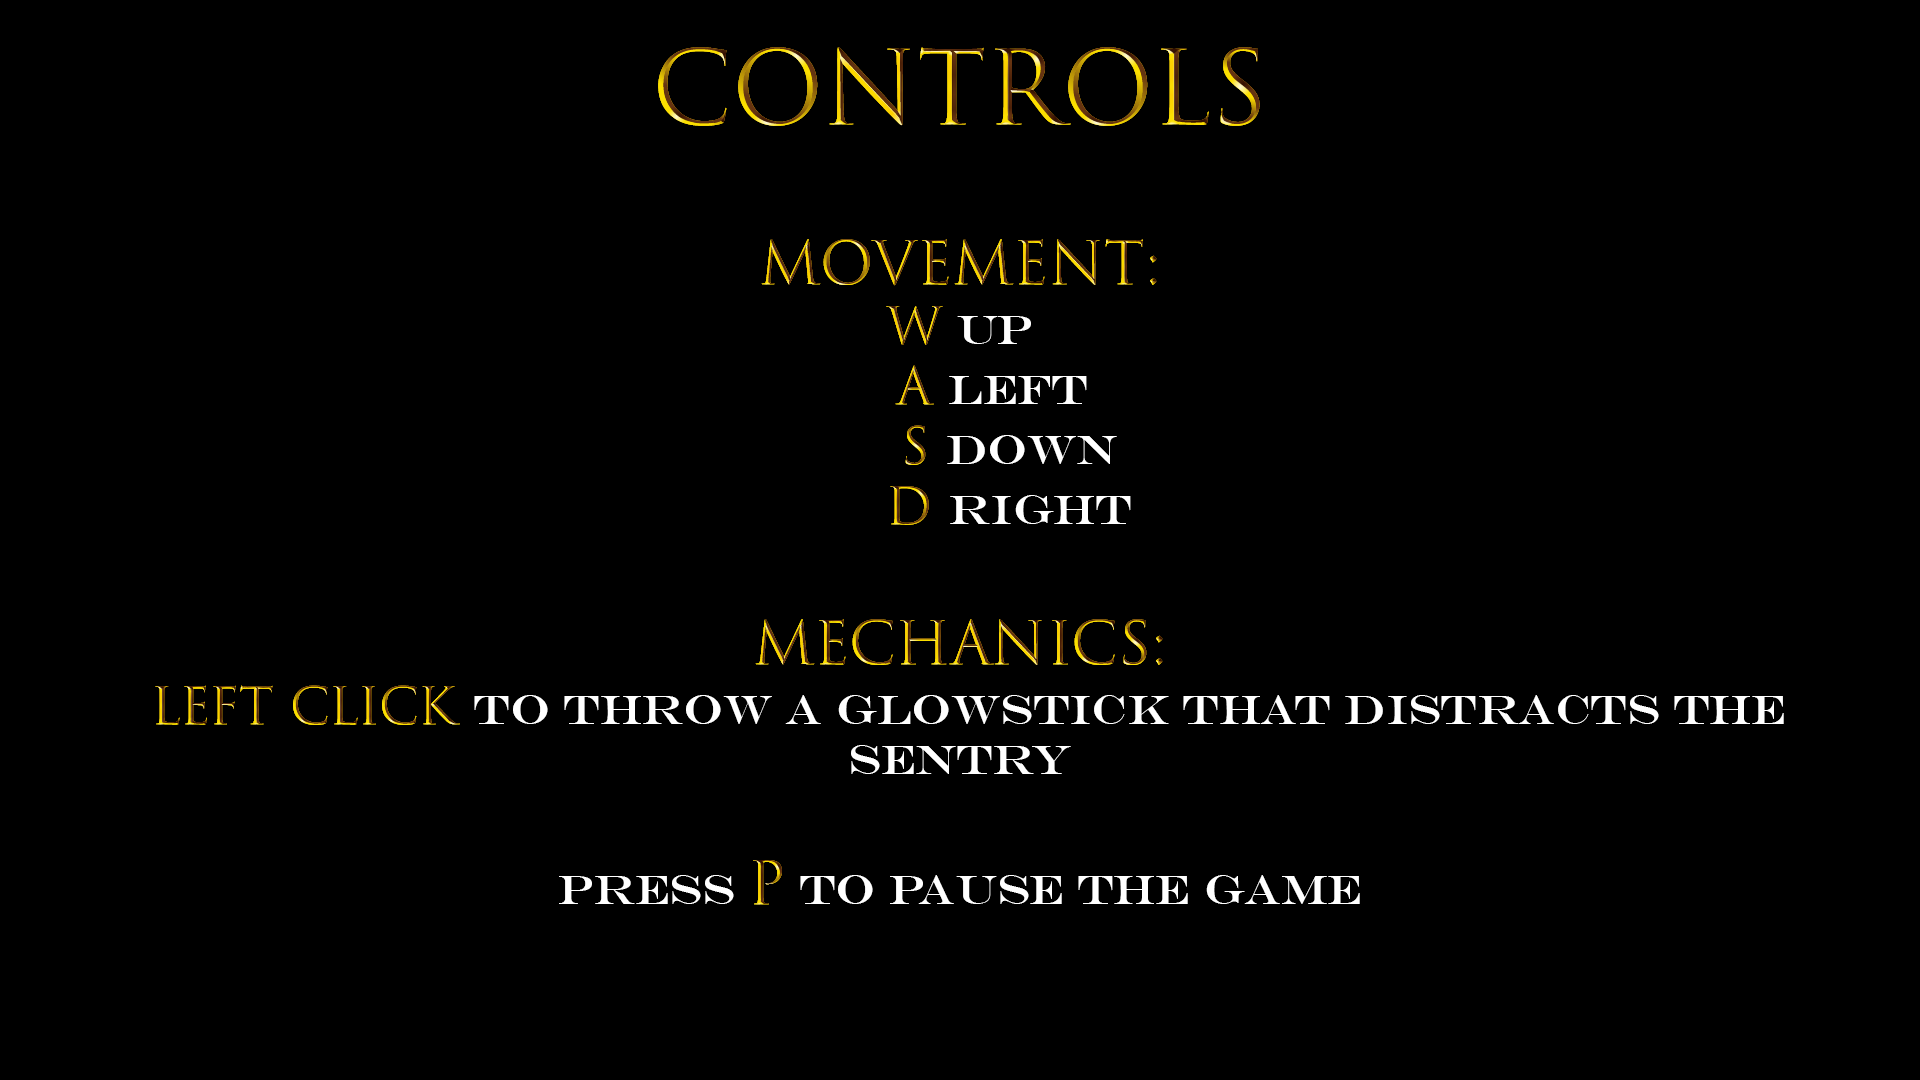 CONTROLS
MOVEMENT:
W UP
A LEFT
S DOWN
D RIGHT
MECHANICS:
LEFT CLICK TO THROW A GLOWSTICK THAT DISTRACTS THE
SENTRY
PRESS P TO PAUSE THE GAME